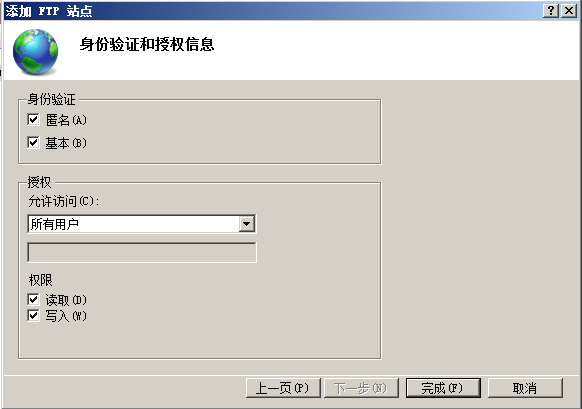 添加 FTP 站点
身份验证和授权信息
身份验证
匿名(A)
基本(B)
授权
允许访问(C):
所有用户
权限
读取(D)
写入(W)
上一页(P) 下一步(N) 完成(F) 取消